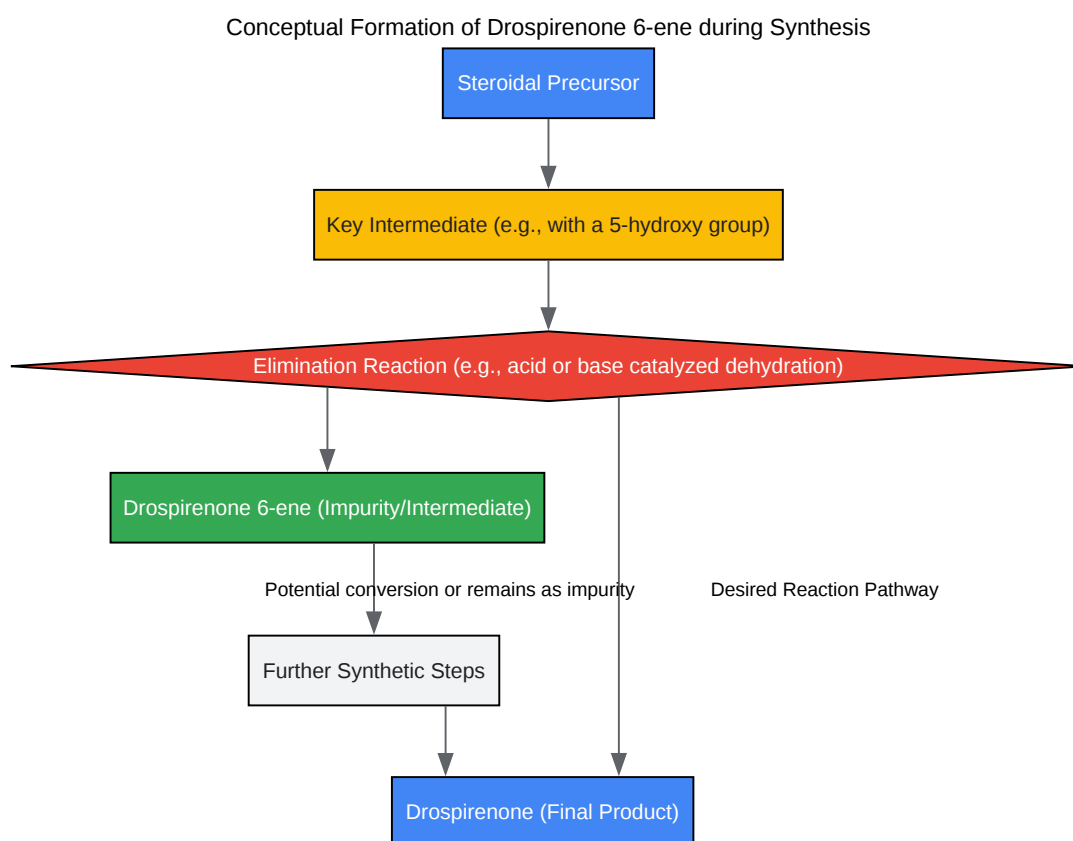 Conceptual Formation of Drospirenone 6-ene during Synthesis
Steroidal Precursor
Key Intermediate (e.g., with a 5-hydroxy group)
Elimination Reaction (e.g., acid or base catalyzed dehydration)
Drospirenone 6-ene (Impurity/Intermediate)
Potential conversion or remains as impurity
Desired Reaction Pathway
Further Synthetic Steps
Drospirenone (Final Product)